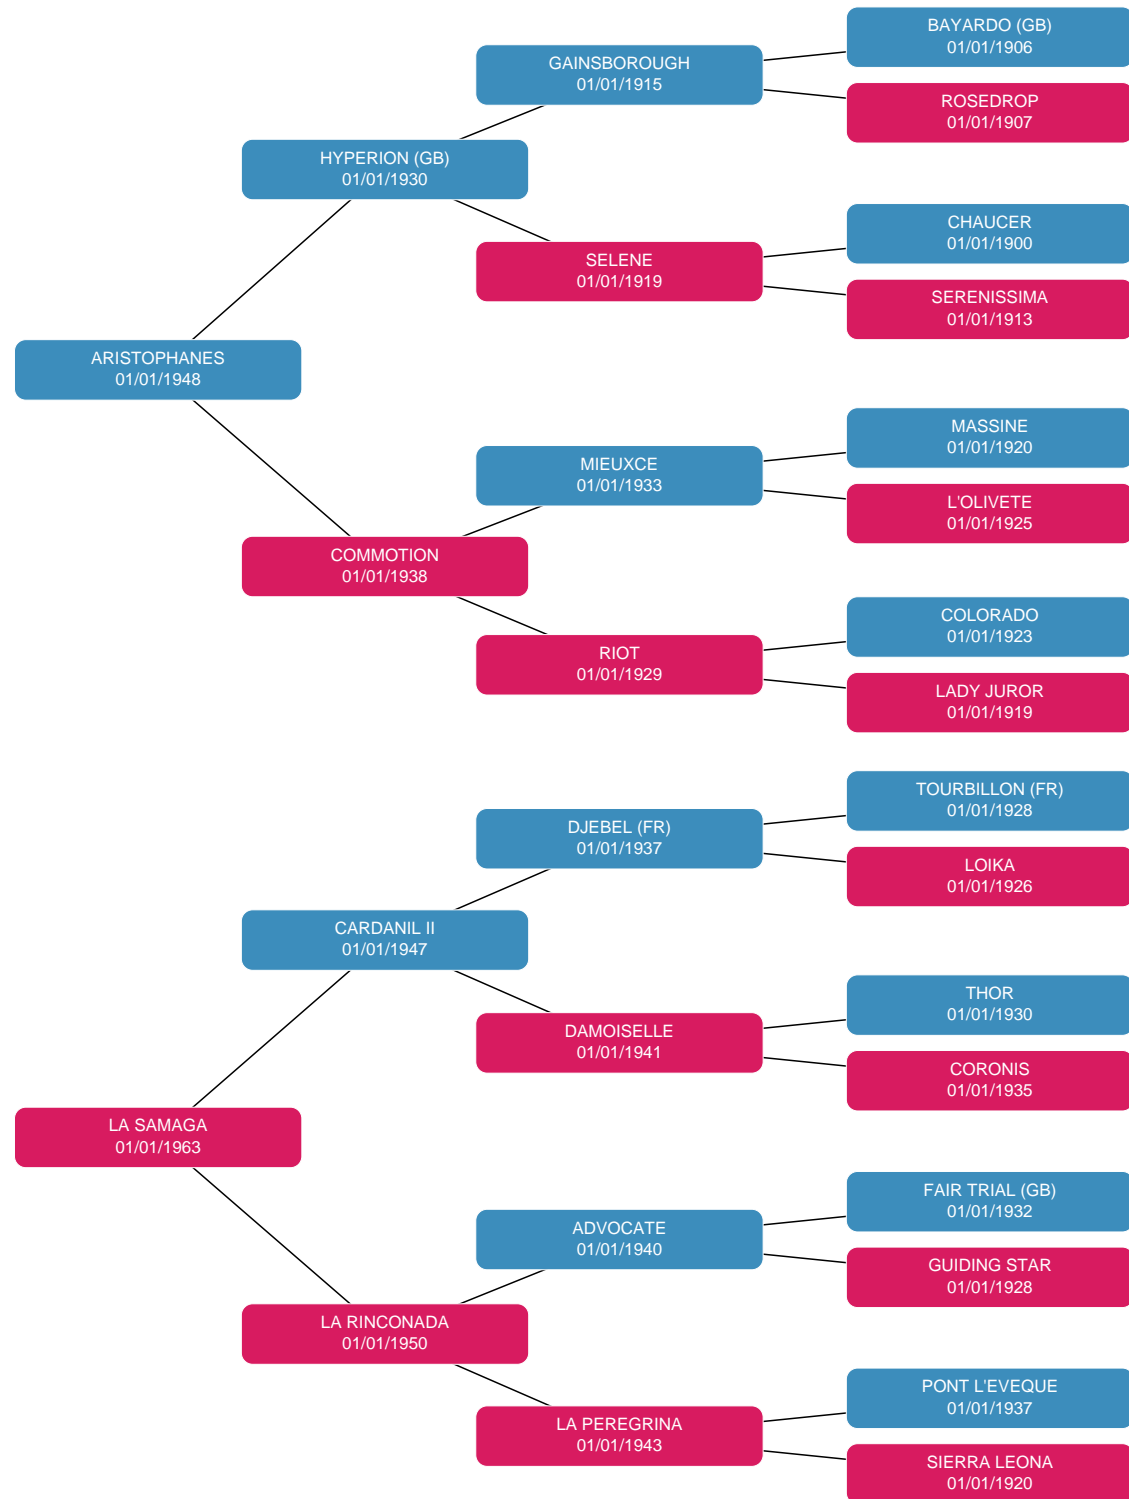 BAYARDO (GB)
01/01/1906
GAINSBOROUGH
01/01/1915
ROSEDROP
01/01/1907
HYPERION (GB)
01/01/1930
CHAUCER
01/01/1900
SELENE
01/01/1919
SERENISSIMA
01/01/1913
ARISTOPHANES
01/01/1948
MASSINE
01/01/1920
MIEUXCE
01/01/1933
L'OLIVETE
01/01/1925
COMMOTION
01/01/1938
COLORADO
01/01/1923
RIOT
01/01/1929
LADY JUROR
01/01/1919
TOURBILLON (FR)
01/01/1928
DJEBEL (FR)
01/01/1937
LOIKA
01/01/1926
CARDANIL II
01/01/1947
THOR
01/01/1930
DAMOISELLE
01/01/1941
CORONIS
01/01/1935
LA SAMAGA
01/01/1963
FAIR TRIAL (GB)
01/01/1932
ADVOCATE
01/01/1940
GUIDING STAR
01/01/1928
LA RINCONADA
01/01/1950
PONT L'EVEQUE
01/01/1937
LA PEREGRINA
01/01/1943
SIERRA LEONA
01/01/1920